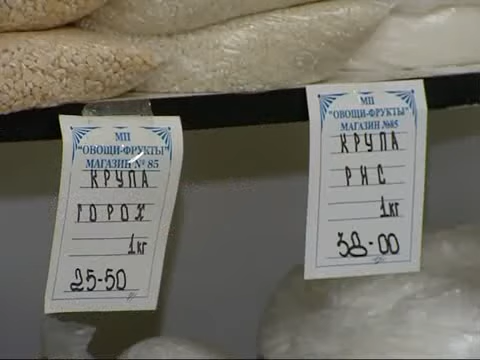 МП
"ОВОЩИ-ФРУКТЫ"
МАГАЗИН № 85
КРУПА
ГОРОХ
1кг
25-50
МП
"ОВОЩИ-ФРУКТЫ"
МАГАЗИН №85
КРУПА
РИС
1кг
38-00